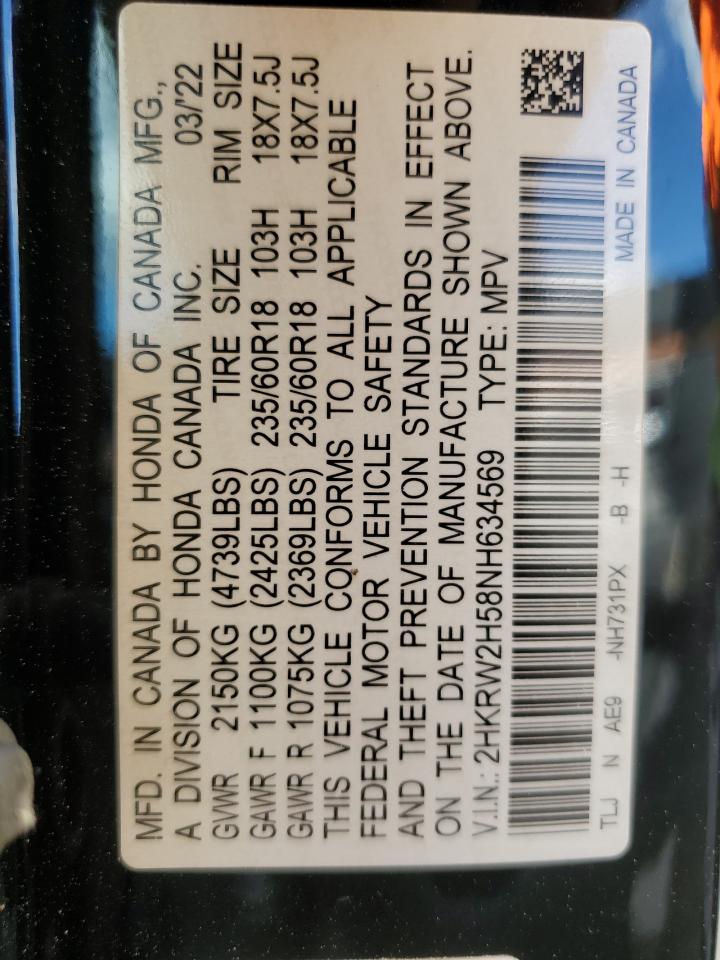 MFD. IN CANADA BY HONDA OF CANADA MFG.,
A DIVISION OF HONDA CANADA INC. 03/'22
GVWR 2150KG (4739LBS) TIRE SIZE RIM SIZE
GAWR F 1100KG (2425LBS) 235/60R18 103H 18X7.5J
GAWR R 1075KG (2369LBS) 235/60R18 103H 18X7.5J
THIS VEHICLE CONFORMS TO ALL APPLICABLE
FEDERAL MOTOR VEHICLE SAFETY
AND THEFT PREVENTION STANDARDS IN EFFECT
ON THE DATE OF MANUFACTURE SHOWN ABOVE.
V.I.N.: 2HKRW2H58NH634569 TYPE: MPV
TLJ N AE9 -NH731PX -B -H MADE IN CANADA